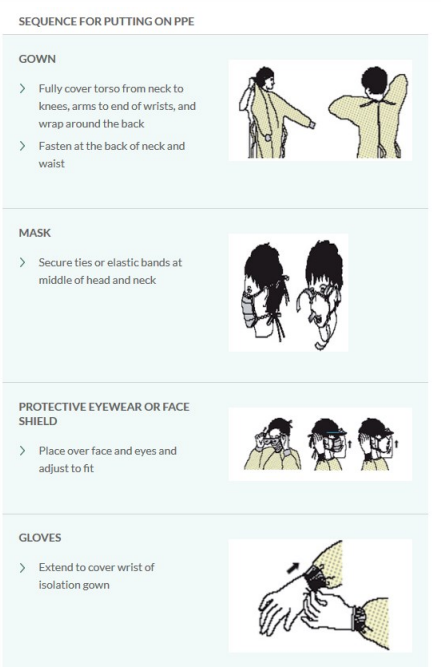 SEQUENCE FOR PUTTING ON PPE
GOWN
Fully cover torso from neck to
knees, arms to end of wrists, and
wrap around the back
Fasten at the back of neck and
waist
MASK
Secure ties or elastic bands at
middle of head and neck
PROTECTIVE EYEWEAR OR FACE
SHIELD
Place over face and eyes and
adjust to fit
GLOVES
Extend to cover wrist of
isolation gown